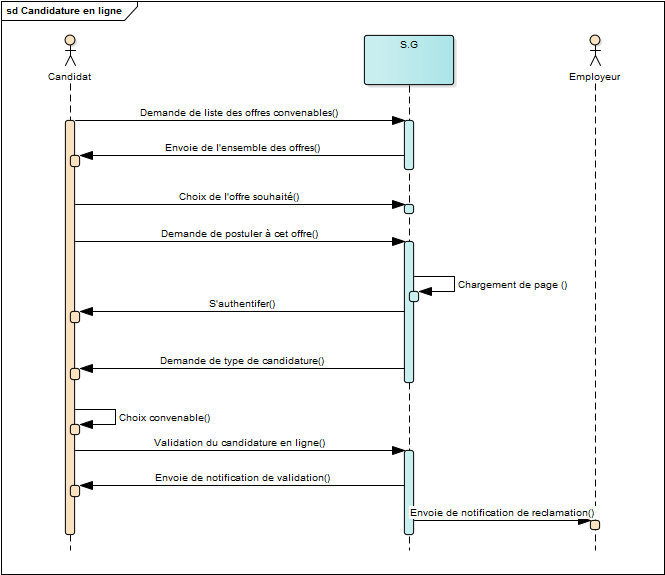 sd Candidature en ligne
S.G
Candidat
Employeur
Demande de liste des offres convenables()
Envoie de l'ensemble des offres()
Choix de l'offre souhaité()
Demande de postuler à cet offre()
Chargement de page ()
S'authentifer()
Demande de type de candidature()
Choix convenable()
Validation du candidature en ligne()
Envoie de notification de validation()
Envoie de notification de reclamation()